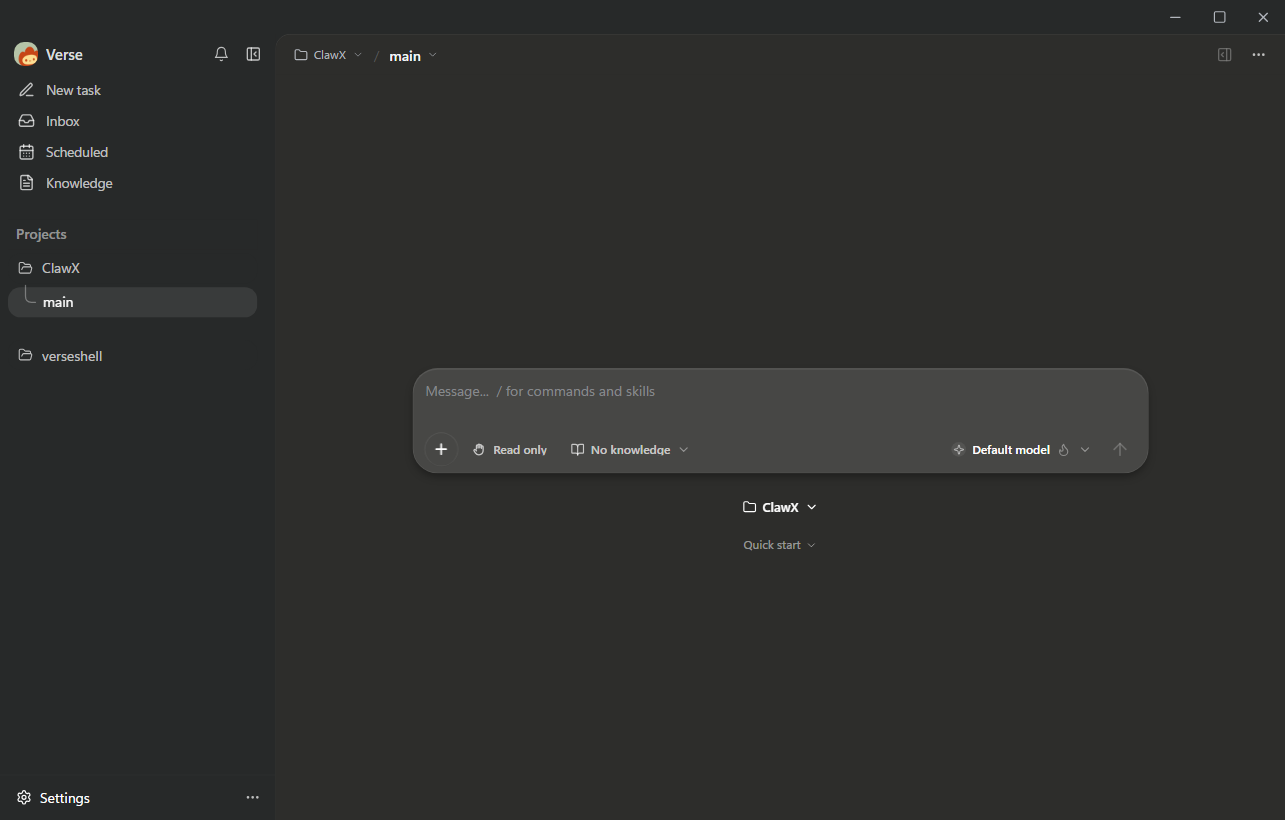 Verse
New task
Inbox
Scheduled
Knowledge
Projects
ClawX
main
verseshell
Settings
ClawX / main
Message... / for commands and skills
Read only No knowledge Default model
ClawX
Quick start